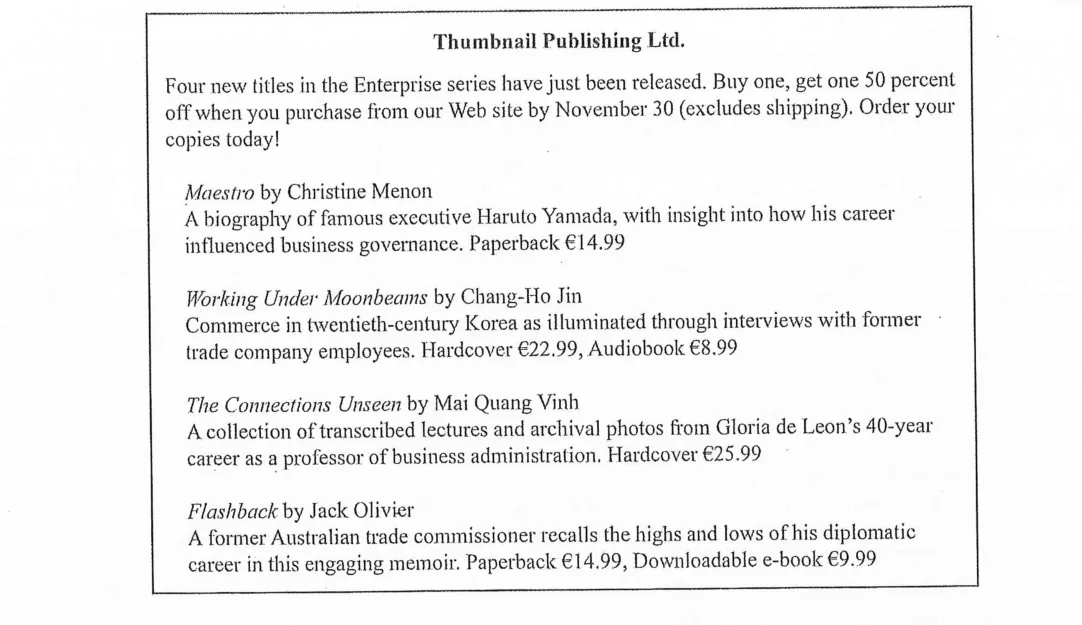 Thumbnail Publishing Ltd.
Four new titles in the Enterprise series have just been released. Buy one, get one 50 percent
off when you purchase from our Web site by November 30 (excludes shipping). Order your
copies today!
Maestro by Christine Menon
A biography of famous executive Haruto Yamada, with insight into how his career
influenced business governance. Paperback €14.99
Working Under Moonbeams by Chang-Ho Jin
Commerce in twentieth-century Korea as illuminated through interviews with former
trade company employees. Hardcover €22.99, Audiobook €8.99
The Connections Unseen by Mai Quang Vinh
A collection of transcribed lectures and archival photos from Gloria de Leon's 40-year
career as a professor of business administration. Hardcover €25.99
Flashback by Jack Olivier
A former Australian trade commissioner recalls the highs and lows of his diplomatic
career in this engaging memoir. Paperback €14.99, Downloadable e-book €9.99